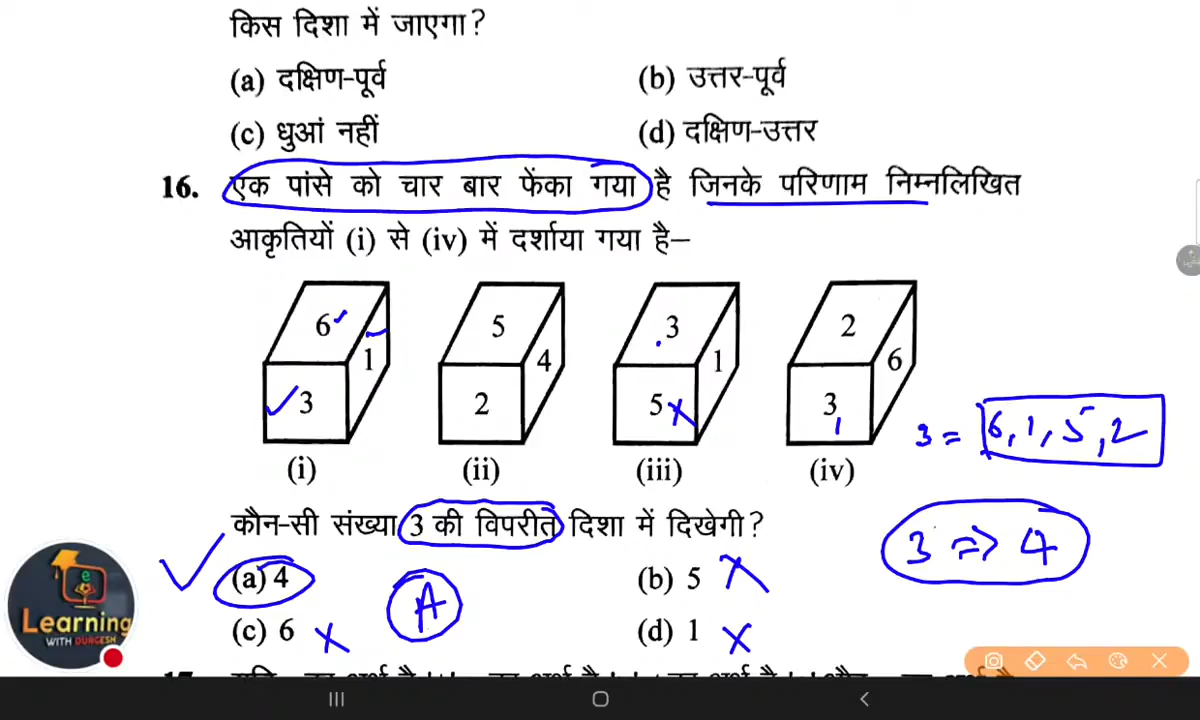 किस दिशा में जाएगा?
(a) दक्षिण-पूर्व (b) उत्तर-पूर्व
(c) धुआं नहीं (d) दक्षिण-उत्तर
16. एक पांसे को चार बार फेंका गया है जिनके परिणाम निम्नलिखित
आकृतियों (i) से (iv) में दर्शाया गया है–
6 5 3 2
1 4 1 6
3 2 5 3
3 = 6, 1, 5, 2
(i) (ii) (iii) (iv)
कौन-सी संख्या 3 की विपरीत दिशा में दिखेगी?
3 => 4
(a) 4 (b) 5
A
(c) 6 (d) 1
e
Learning
WITH DURGESH